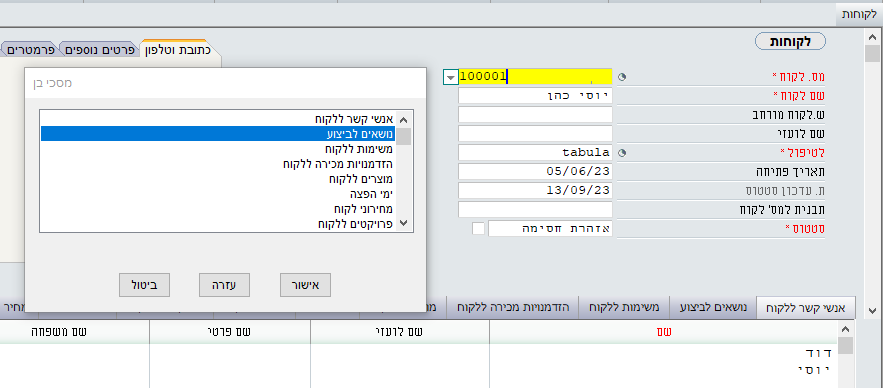 לקוחות
לקוחות
כתובת וטלפון
פרטים נוספים
פרמטרים
מס. לקוח *
100001
שם לקוח *
יוסי כהן
ש.לקוח מורחב
שם לועזי
לטיפול *
tabula
תאריך פתיחה
05/06/23
ת. עדכון סטטוס
13/09/23
תבנית למס' לקוח
סטטוס *
אזהרת חסימה
מסכי בן
אנשי קשר ללקוח
נושאים לביצוע
משימות ללקוח
הזדמנויות מכירה ללקוח
מוצרים ללקוח
ימי הפצה
מחירוני לקוח
פרויקטים ללקוח
אישור
עזרה
ביטול
אנשי קשר ללקוח
נושאים לביצוע
משימות ללקוח
הזדמנויות מכירה ללקוח
שם
שם לועזי
שם פרטי
שם משפחה
דוד
יוסי